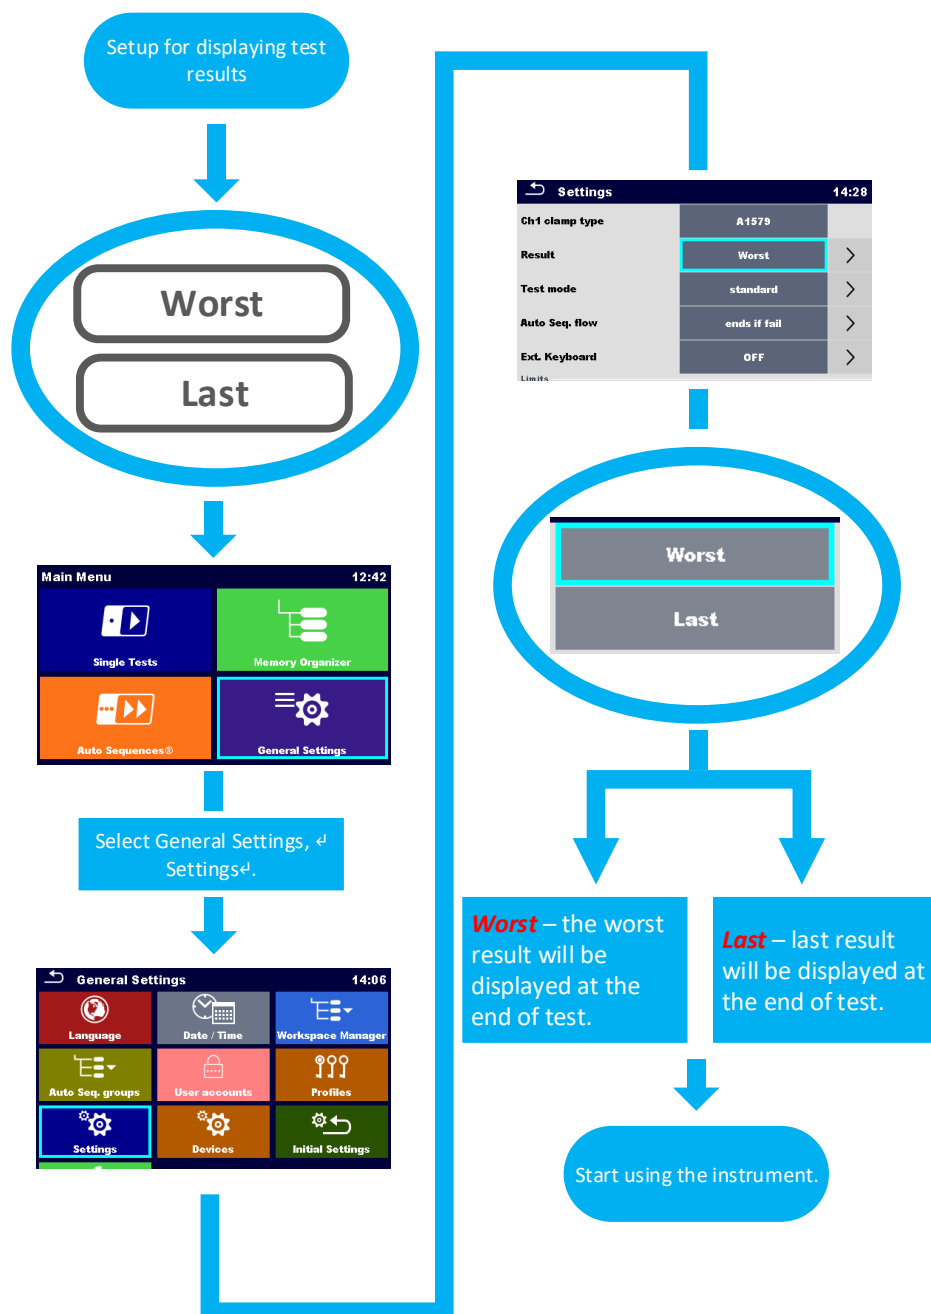 Setup for displaying test
results
Worst
Last
Main Menu 12:42
Single Tests
Memory Organizer
Auto Sequences®
General Settings
Select General Settings, ↵
Settings↵.
General Settings 14:06
Language
Date / Time
Workspace Manager
Auto Seq. groups
User accounts
Profiles
Settings
Devices
Initial Settings
Settings 14:28
Ch1 clamp type A1579
Result Worst
Test mode standard
Auto Seq. flow ends if fail
Ext. Keyboard OFF
Limits
Worst
Last
Worst – the worst
result will be
displayed at the
end of test.
Last – last result
will be displayed at
the end of test.
Start using the instrument.